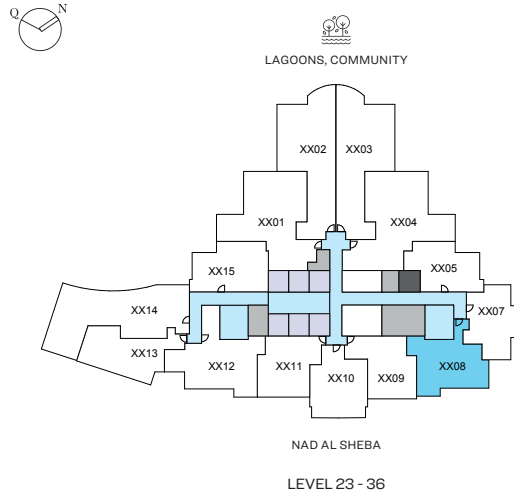 Q N
LAGOONS, COMMUNITY
XX02 XX03
XX01 XX04
XX15 XX05
XX14 XX07
XX13 XX12 XX11 XX10 XX09 XX08
NAD AL SHEBA
LEVEL 23 - 36